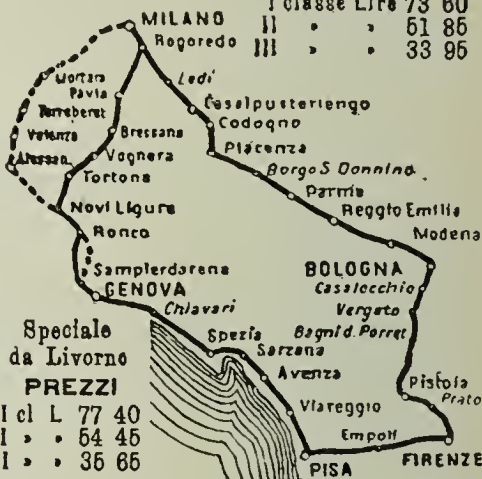 I classe Lire 73 60
II » » 51 85
III » » 33 95
MILANO
Rogoredo
Lodi
Mortara
Pavia
Casalpusterlengo
Torreberet
Codogno
Valenza
Bressana
Piacenza
Alessan
Voghera
Borgo S. Donnino
Tortona
Parma
Novi Ligure
Reggio Emilia
Ronco
Modena
Sampierdarena
BOLOGNA
GENOVA
Casalecchio
Chiavari
Vergato
Bagni d. Porret
Speciale
da Livorno
PREZZI
I cl L 77 40
I » » 54 45
I » » 35 65
Spezia
Sarzana
Avenza
Pistoia
Prato
Viareggio
Empoli
PISA
FIRENZE